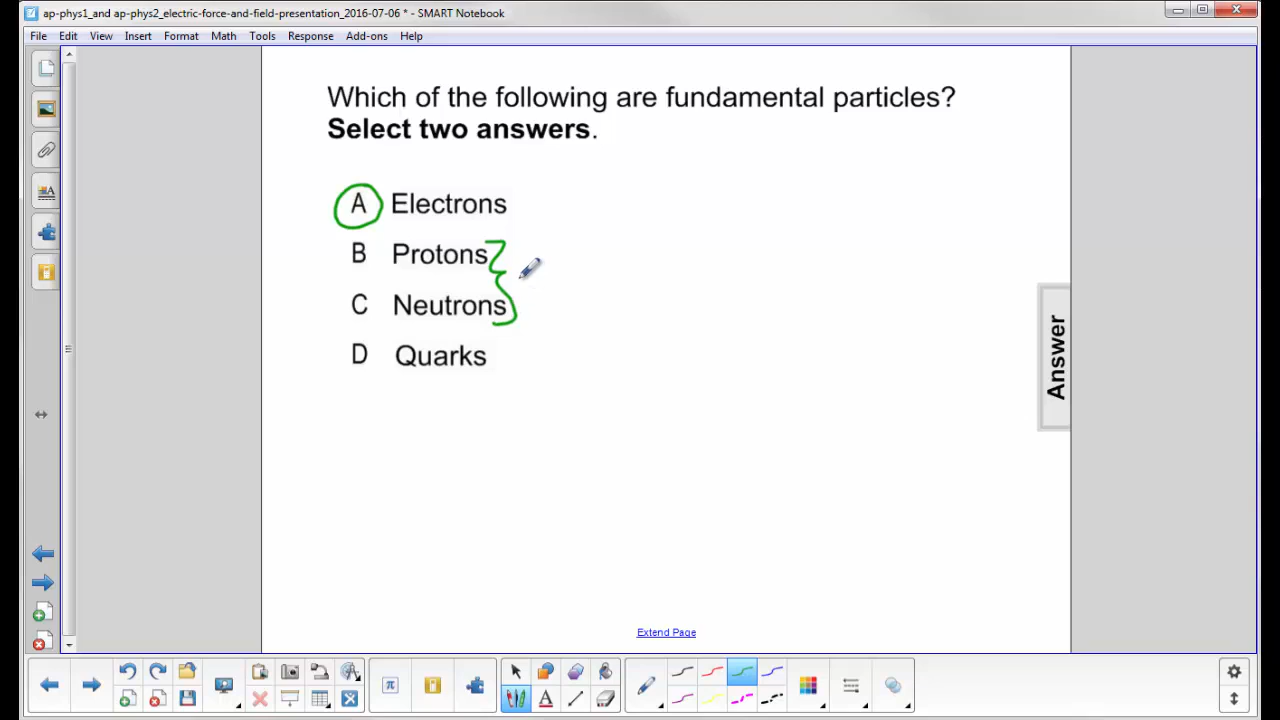 ap-phys1_and ap-phys2_electric-force-and-field-presentation_2016-07-06 * - SMART Notebook
File Edit View Insert Format Math Tools Response Add-ons Help
Which of the following are fundamental particles?
Select two answers.
A Electrons
B Protons
C Neutrons
D Quarks
Answer
Extend Page